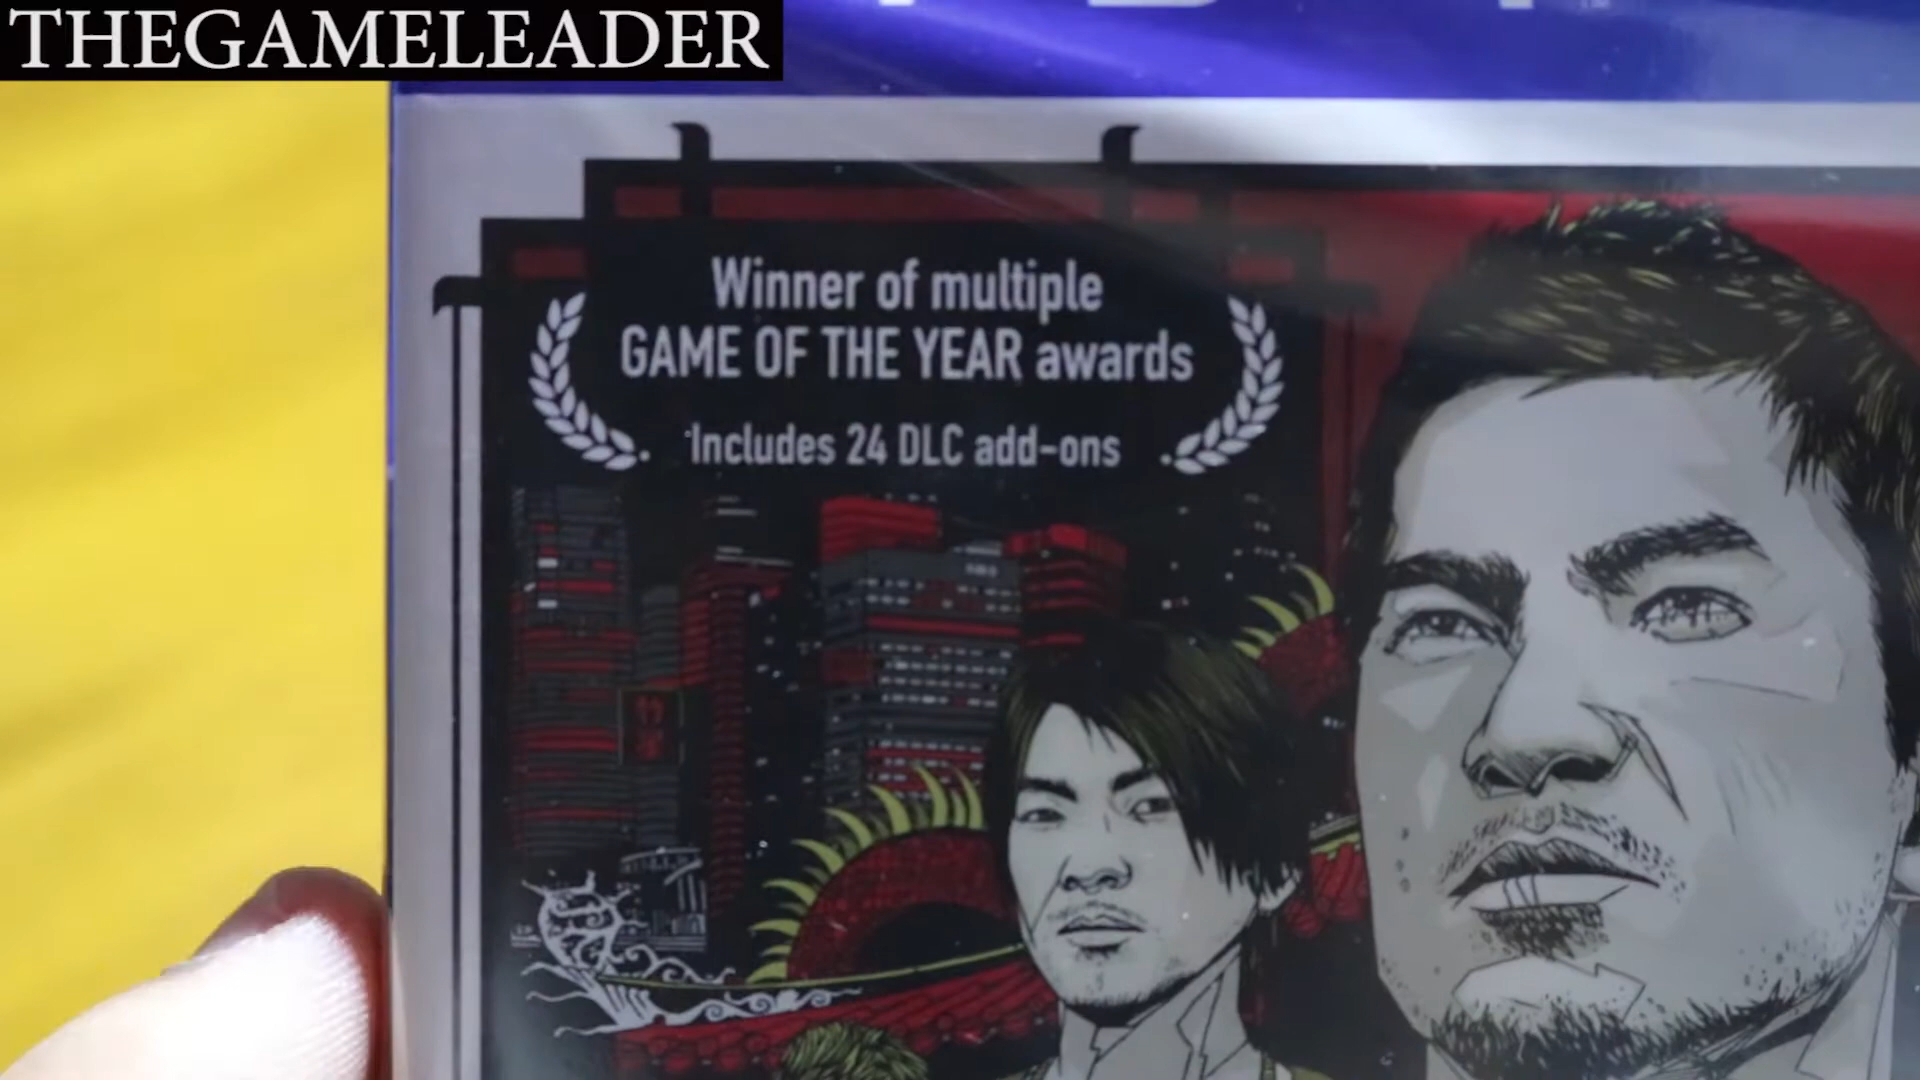 THEGAMELEADER
Winner of multiple
GAME OF THE YEAR awards
Includes 24 DLC add-ons